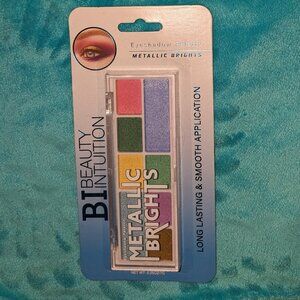 Eyeshadow Palette
METALLIC BRIGHTS
BI BEAUTY
INTUITION
METALLIC
BRIGHTS
LONG LASTING & SMOOTH APPLICATION